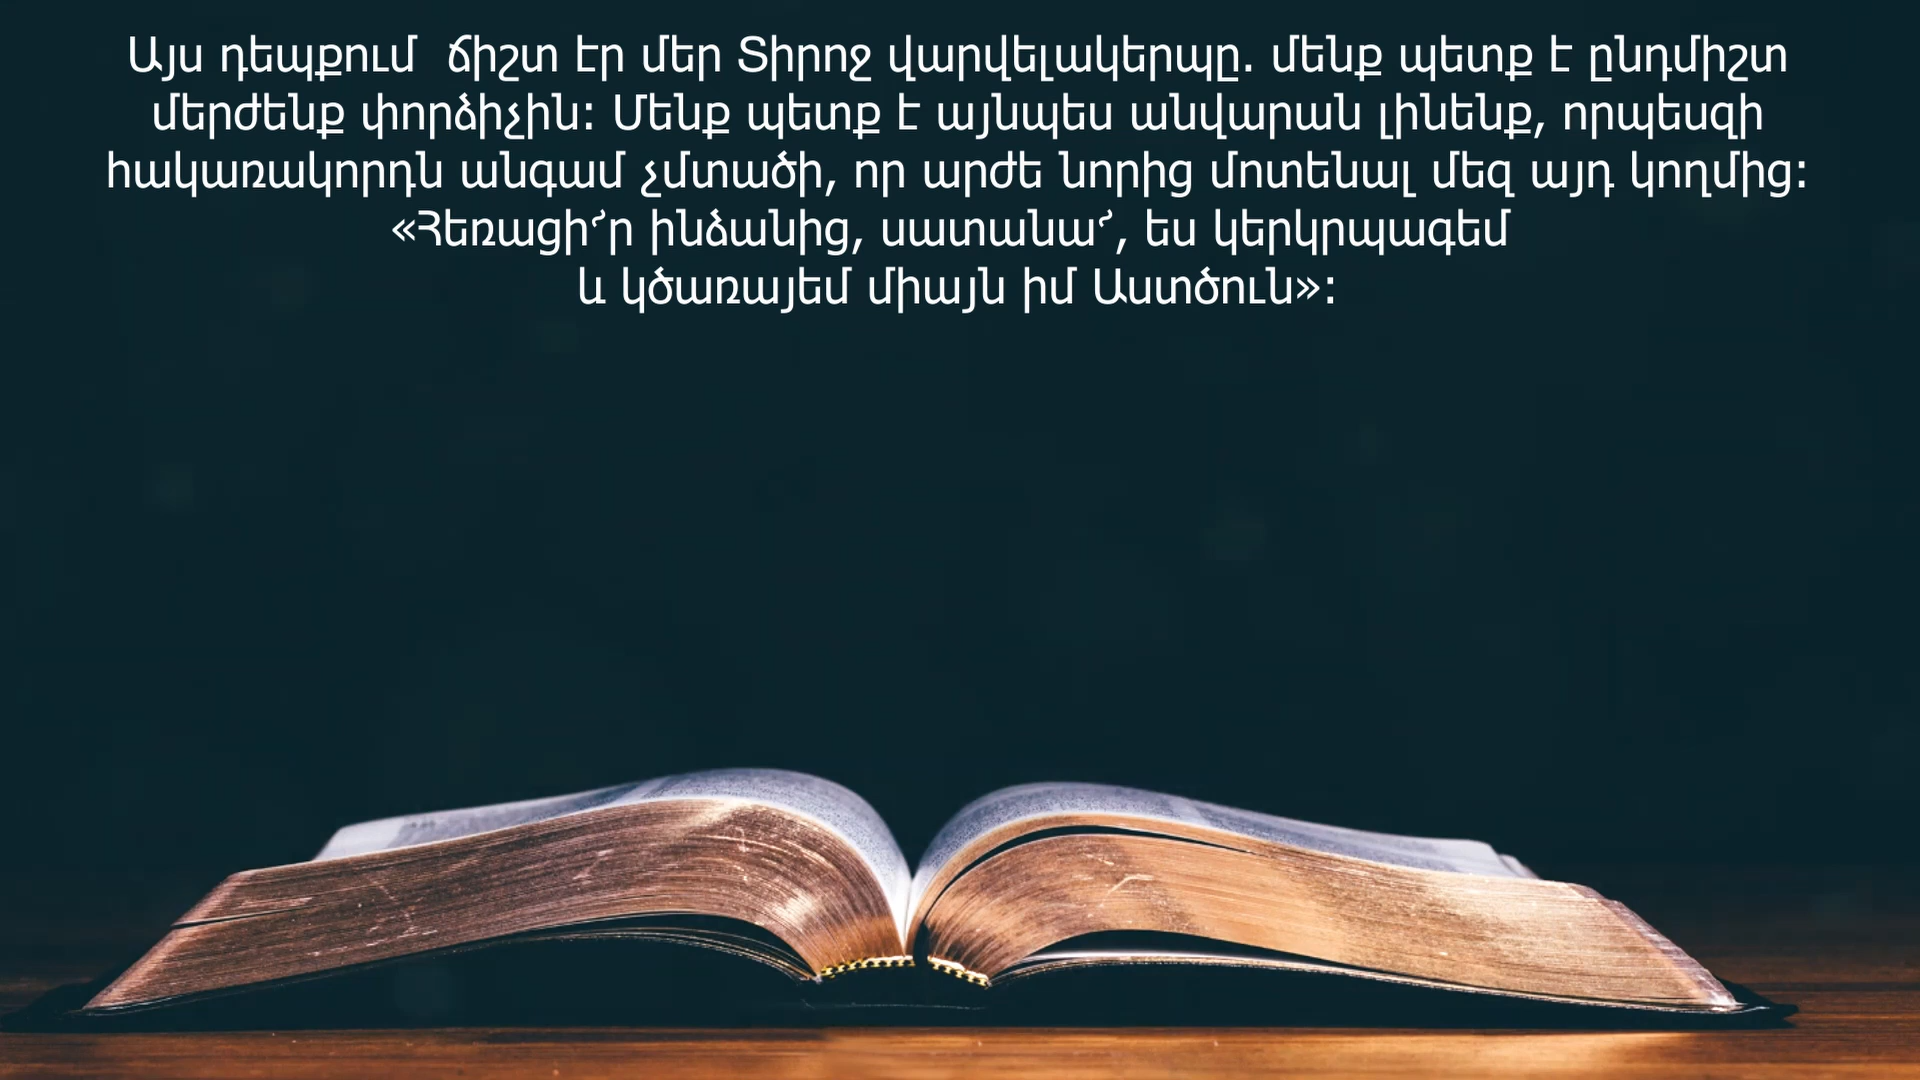 Այս դեպքում  ճիշտ էր մեր Տիրոջ վարվելակերպը. մենք պետք է ընդմիշտ
մերժենք փորձիչին: Մենք պետք է այնպես անվարան լինենք, որպեսզի
հակառակորդն անգամ չմտածի, որ արժե նորից մոտենալ մեզ այդ կողմից:
«Հեռացի՜ր ինձանից, սատանա՜, ես կերկրպագեմ
և կծառայեմ միայն իմ Աստծուն»: